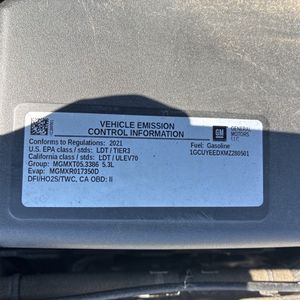 VEHICLE EMISSION
CONTROL INFORMATION
GM
GENERAL
MOTORS
LLC
Conforms to Regulations: 2021
U.S. EPA class / stds: LDT / TIER3
California class / stds: LDT / ULEV70
Group: MGMXT05.3386 5.3L
Evap: MGMXR017350D
DFI/HO2S/TWC, CA OBD: II
Fuel: Gasoline
1GCUYEEDXMZ280501